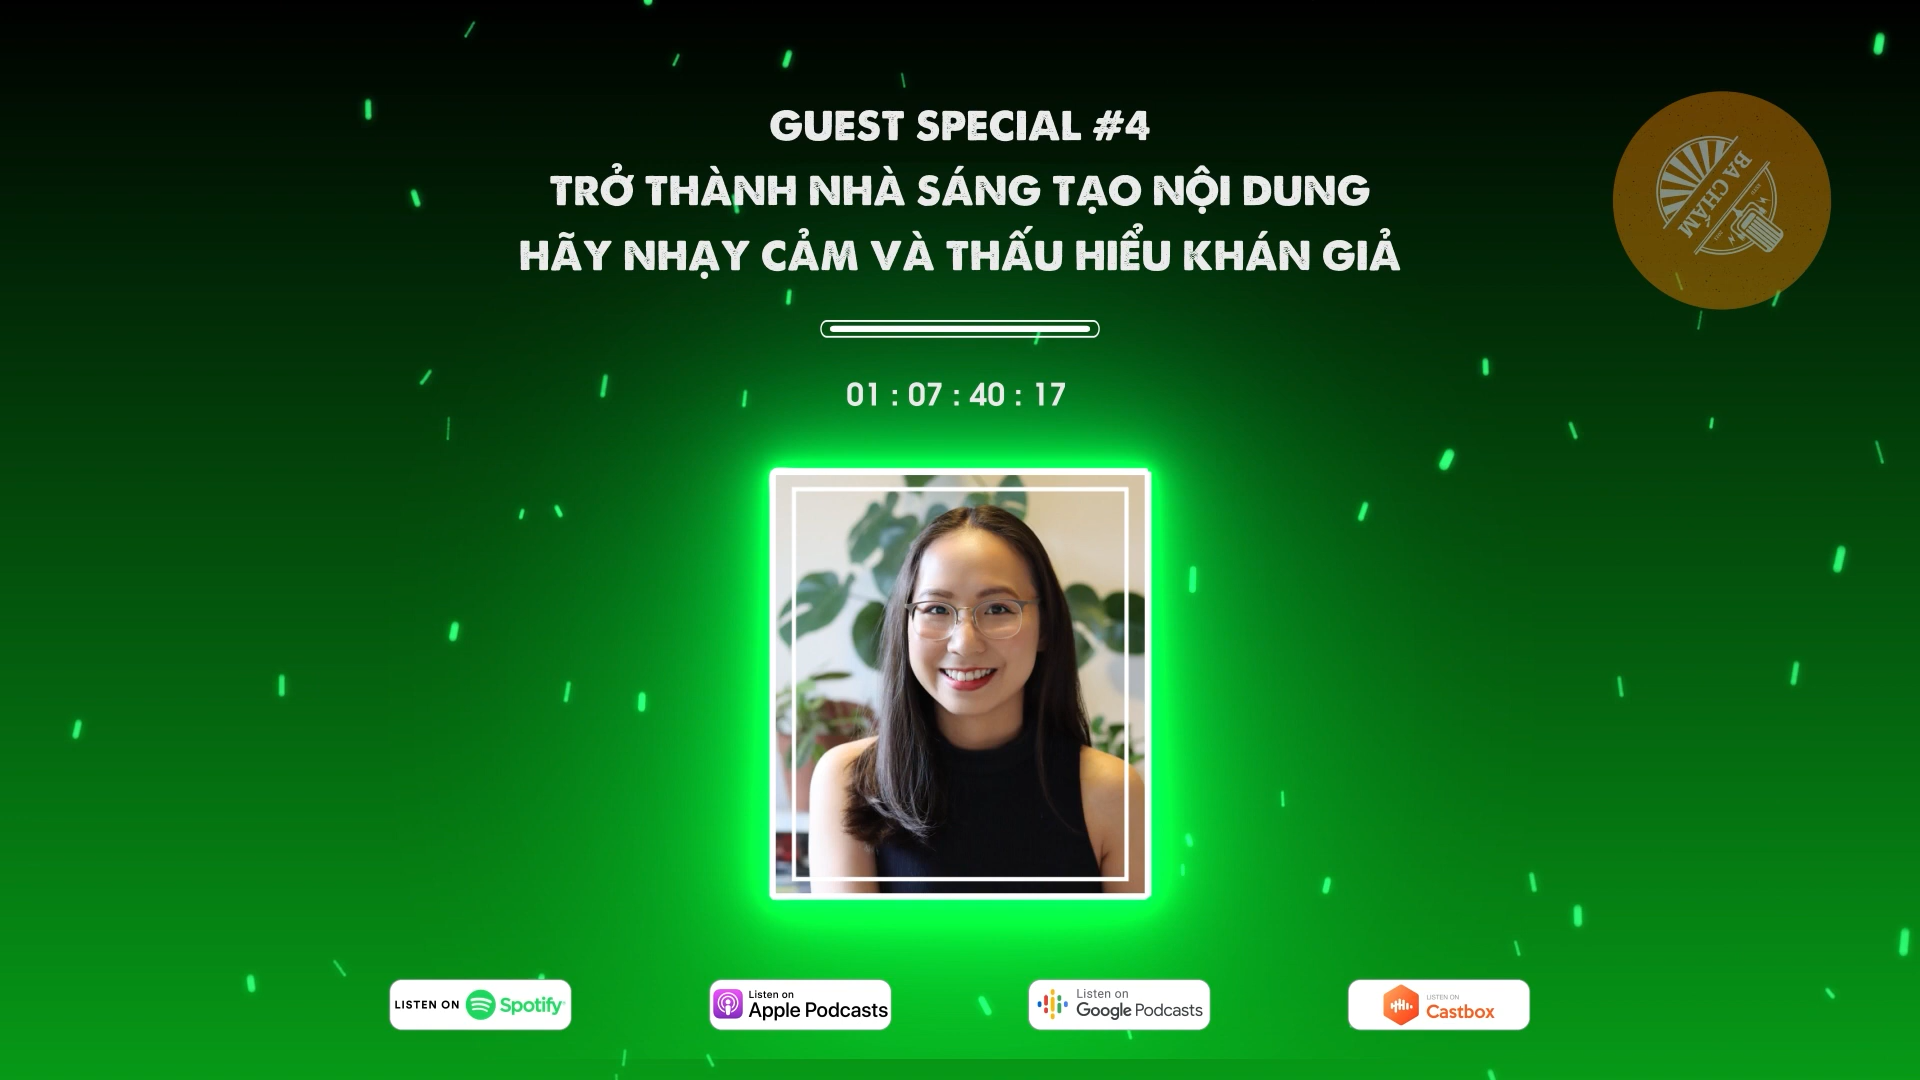 GUEST SPECIAL #4
TRỞ THÀNH NHÀ SÁNG TẠO NỘI DUNG
HÃY NHẠY CẢM VÀ THẤU HIỂU KHÁN GIẢ
BA CHẤM
01 : 07 : 40 : 17
LISTEN ON Spotify
Listen on
Apple Podcasts
Listen on
Google Podcasts
LISTEN ON
Castbox